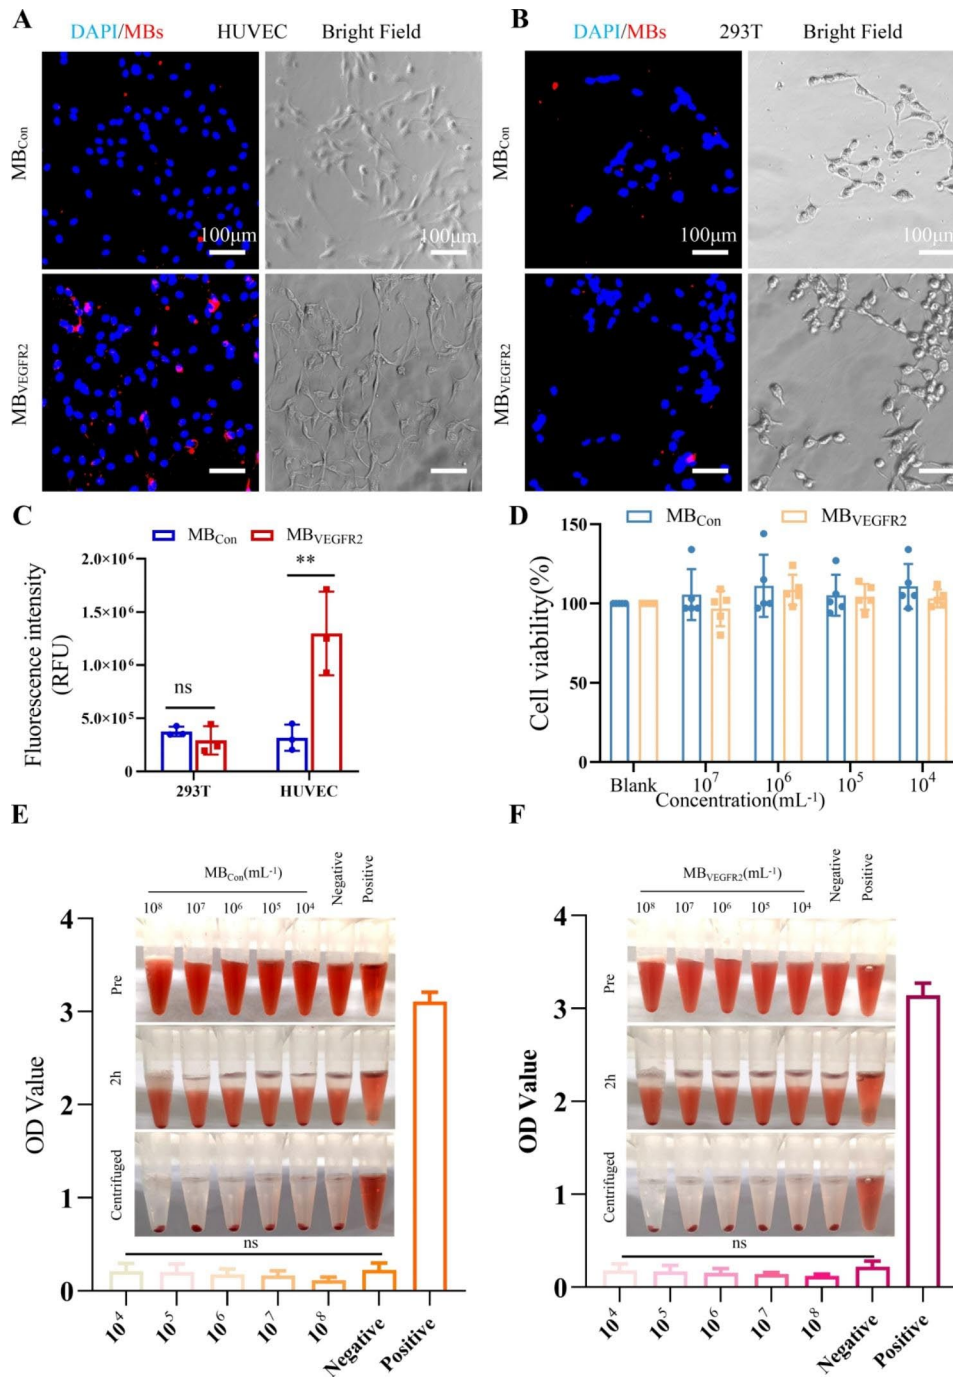 A
DAPI/MBs HUVEC Bright Field
MBCon
100μm 100μm
MBVEGFR2
B
DAPI/MBs 293T Bright Field
MBCon
100μm 100μm
MBVEGFR2
C
MBCon MBVEGFR2
Fluorescence intensity
(RFU)
2.0×10⁶
1.5×10⁶
1.0×10⁶
5.0×10⁵
0
ns
**
293T HUVEC
D
MBCon MBVEGFR2
Cell viability(%)
150
100
50
0
Blank 10⁷ 10⁶ 10⁵ 10⁴
Concentration(mL⁻¹)
E
MBCon(mL⁻¹) Negative Positive
10⁸ 10⁷ 10⁶ 10⁵ 10⁴
Pre
2h
Centrifuged
OD Value
4
3
2
1
0
ns
10⁴ 10⁵ 10⁶ 10⁷ 10⁸ Negative Positive
F
MBVEGFR2(mL⁻¹) Negative Positive
10⁸ 10⁷ 10⁶ 10⁵ 10⁴
Pre
2h
Centrifuged
OD Value
4
3
2
1
0
ns
10⁴ 10⁵ 10⁶ 10⁷ 10⁸ Negative Positive